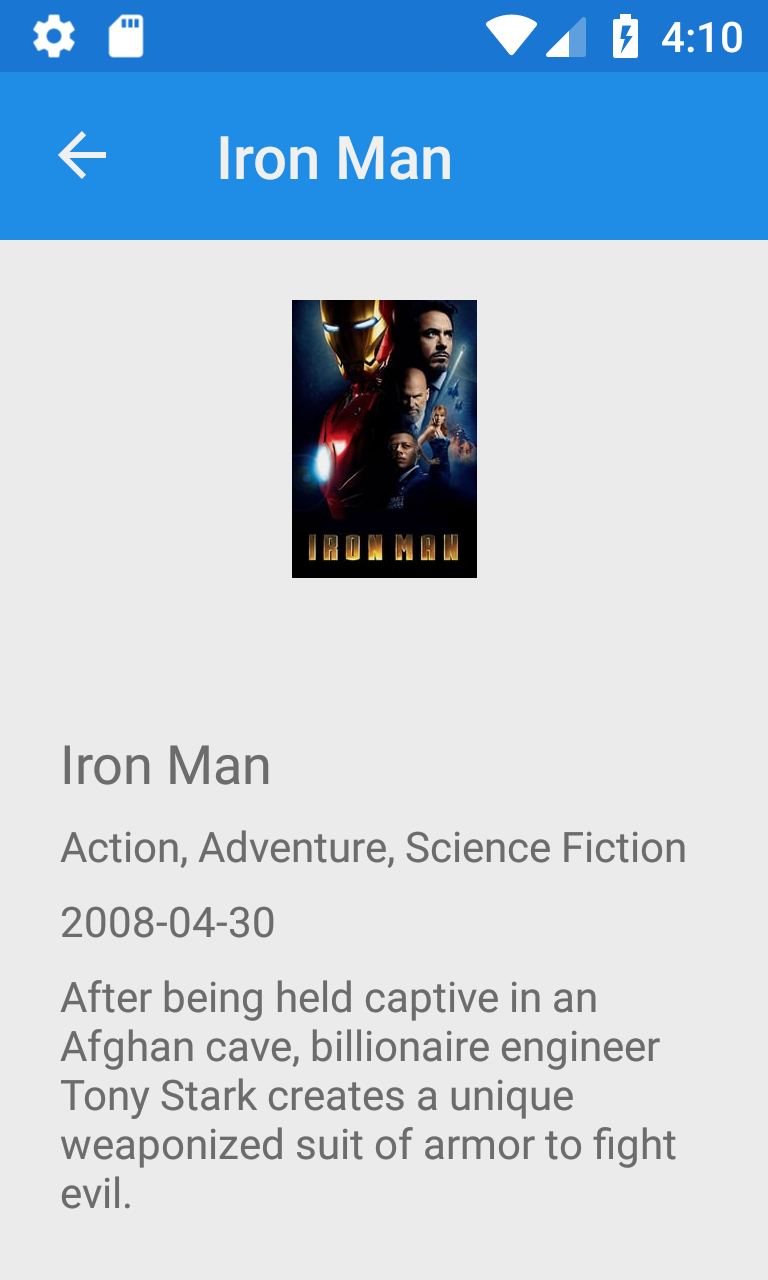 4:10
Iron Man
IRON MAN
Iron Man
Action, Adventure, Science Fiction
2008-04-30
After being held captive in an
Afghan cave, billionaire engineer
Tony Stark creates a unique
weaponized suit of armor to fight
evil.